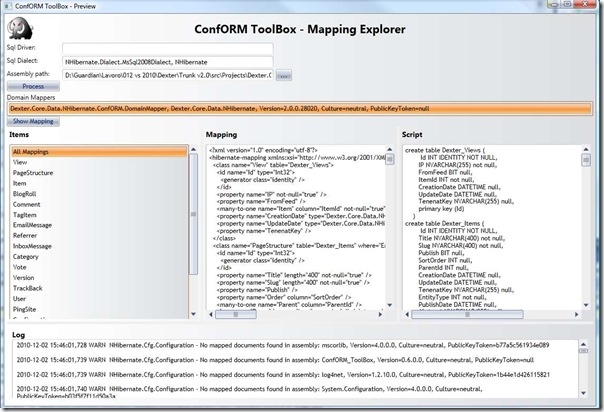 ConfORM ToolBox - Preview
ConfORM ToolBox - Mapping Explorer
Sql Driver:
Sql Dialect: NHibernate.Dialect.MsSql2008Dialect, NHibernate
Assembly path: D:\Guardian\Lavoro\012 vs 2010\Dexter\Trunk v2.0\src\Projects\Dexter.C ...
Process
Domain Mappers
Dexter.Core.Data.NHibernate.ConfORM.DomainMapper, Dexter.Core.Data.NHibernate, Version=2.0.0.28020, Culture=neutral, PublicKeyToken=null
Show Mapping
Items
All Mappings
View
PageStructure
Item
BlogRoll
Comment
TagItem
EmailMessage
Referrer
InboxMessage
Category
Vote
Version
TrackBack
User
PingSite
Mapping
<?xml version="1.0" encoding="utf-8"?>
<hibernate-mapping xmlns:xsi="http://www.w3.org/2001/XM
<class name="View" table="Dexter_Views">
<id name="Id" type="Int32">
<generator class="identity" />
</id>
<property name="IP" not-null="true" />
<property name="FromFeed" />
<many-to-one name="Item" column="ItemId" not-null="true"
<property name="CreationDate" type="Dexter.Core.Data.NH
<property name="UpdateDate" type="Dexter.Core.Data.NHi
<property name="TenenatKey" not-null="true" />
</class>
<class name="PageStructure" table="Dexter_Items" where="E
<id name="Id" type="Int32">
<generator class="identity" />
</id>
<property name="Title" length="400" not-null="true" />
<property name="Slug" length="400" not-null="true" />
<property name="Publish" />
<property name="Order" column="SortOrder" />
<many-to-one name="Parent" column="ParentId" />
Script
create table Dexter_Views (
Id INT IDENTITY NOT NULL,
IP NVARCHAR(255) not null,
FromFeed BIT null,
ItemId INT not null,
CreationDate DATETIME null,
UpdateDate DATETIME null,
TenenatKey NVARCHAR(255) not null,
primary key (Id)
)
create table Dexter_Items (
Id INT IDENTITY NOT NULL,
Title NVARCHAR(400) not null,
Slug NVARCHAR(400) not null,
Publish BIT null,
SortOrder INT null,
ParentId INT null,
CreationDate DATETIME null,
UpdateDate DATETIME null,
TenenatKey NVARCHAR(255) not null,
EntityType INT not null,
Log
2010-12-02 15:46:01,728 WARN NHibernate.Cfg.Configuration - No mapped documents found in assembly: mscorlib, Version=4.0.0.0, Culture=neutral, PublicKeyToken=b77a5c561934e089
2010-12-02 15:46:01,739 WARN NHibernate.Cfg.Configuration - No mapped documents found in assembly: ConfORM_ToolBox, Version=0.6.0.0, Culture=neutral, PublicKeyToken=null
2010-12-02 15:46:01,739 WARN NHibernate.Cfg.Configuration - No mapped documents found in assembly: log4net, Version=1.2.10.0, Culture=neutral, PublicKeyToken=1b44e1d426115821
2010-12-02 15:46:01,740 WARN NHibernate.Cfg.Configuration - No mapped documents found in assembly: System.Configuration, Version=4.0.0.0, Culture=neutral,
PublicKeyToken=b03f5f7f11d50a3a